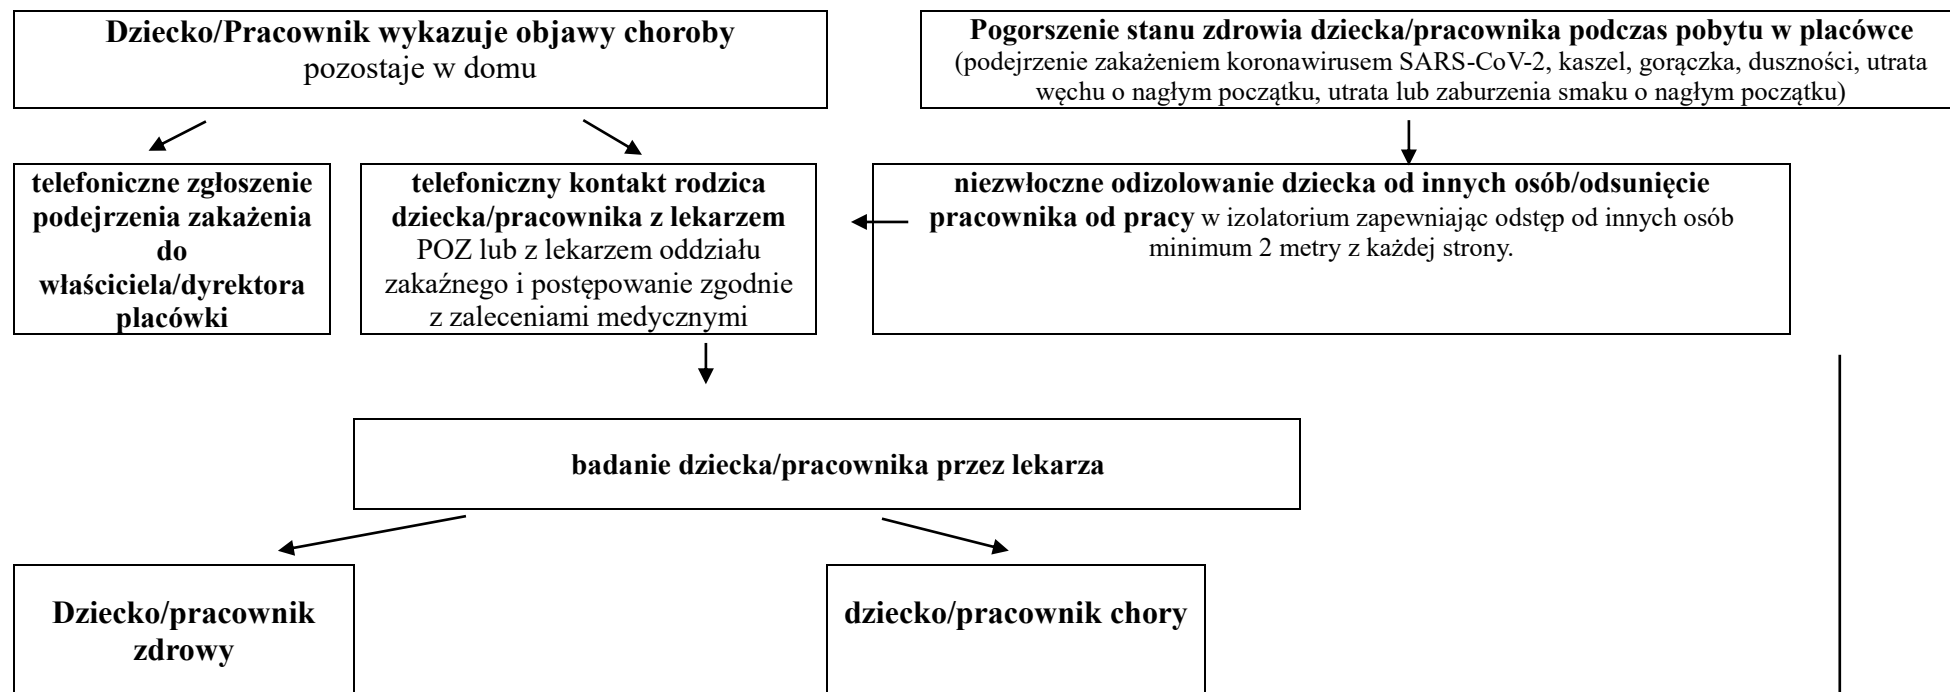 Dziecko/Pracownik wykazuje objawy choroby
pozostaje w domu
Pogorszenie stanu zdrowia dziecka/pracownika podczas pobytu w placówce
(podejrzenie zakażeniem koronawirusem SARS-CoV-2, kaszel, gorączka, duszności, utrata
węchu o nagłym początku, utrata lub zaburzenia smaku o nagłym początku)
telefoniczne zgłoszenie
podejrzenia zakażenia
do
właściciela/dyrektora
placówki
telefoniczny kontakt rodzica
dziecka/pracownika z lekarzem
POZ lub z lekarzem oddziału
zakaźnego i postępowanie zgodnie
z zaleceniami medycznymi
niezwłoczne odizolowanie dziecka od innych osób/odsunięcie
pracownika od pracy w izolatorium zapewniając odstęp od innych osób
minimum 2 metry z każdej strony.
badanie dziecka/pracownika przez lekarza
Dziecko/pracownik
zdrowy
dziecko/pracownik chory